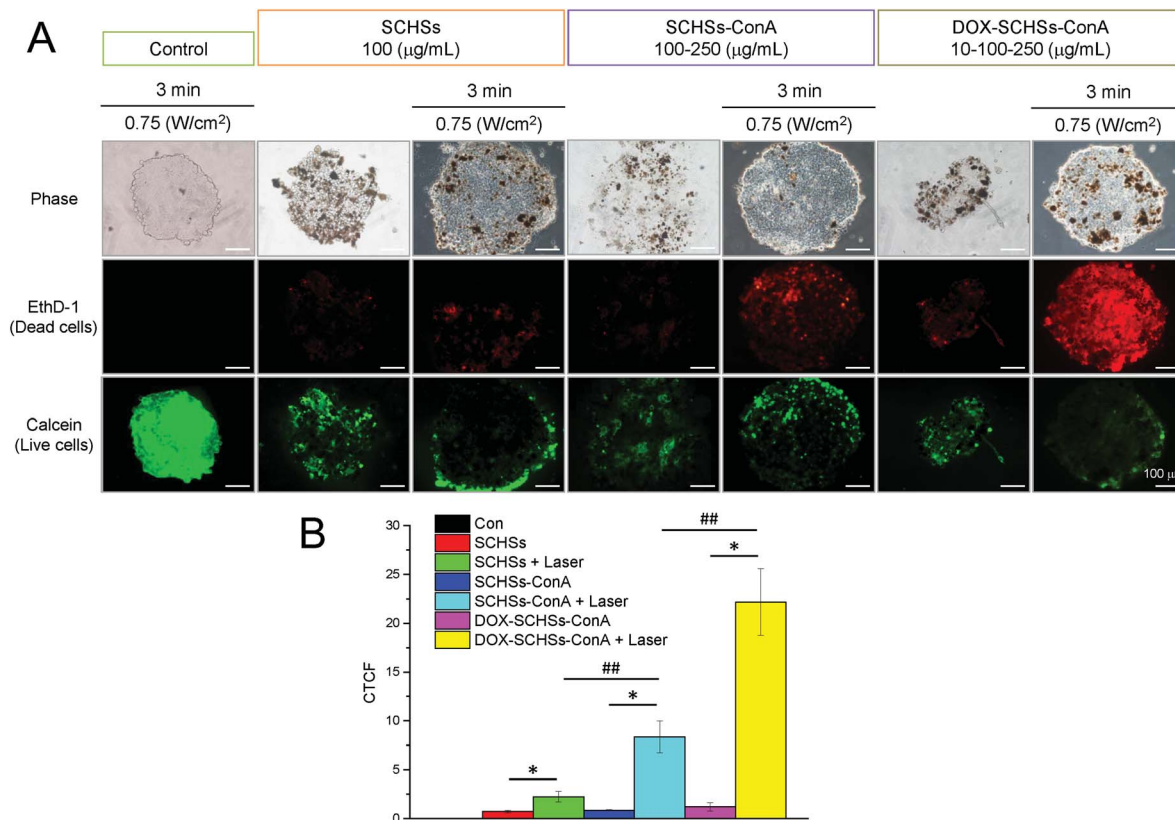 A
Control
SCHSs
100 (μg/mL)
SCHSs-ConA
100-250 (μg/mL)
DOX-SCHSs-ConA
10-100-250 (μg/mL)
3 min
3 min
3 min
3 min
0.75 (W/cm²)
0.75 (W/cm²)
0.75 (W/cm²)
0.75 (W/cm²)
Phase
EthD-1
(Dead cells)
Calcein
(Live cells)
100 μ
B
Con
SCHSs
SCHSs + Laser
SCHSs-ConA
SCHSs-ConA + Laser
DOX-SCHSs-ConA
DOX-SCHSs-ConA + Laser
##
*
##
*
*
CTCF
30
25
20
15
10
5
0